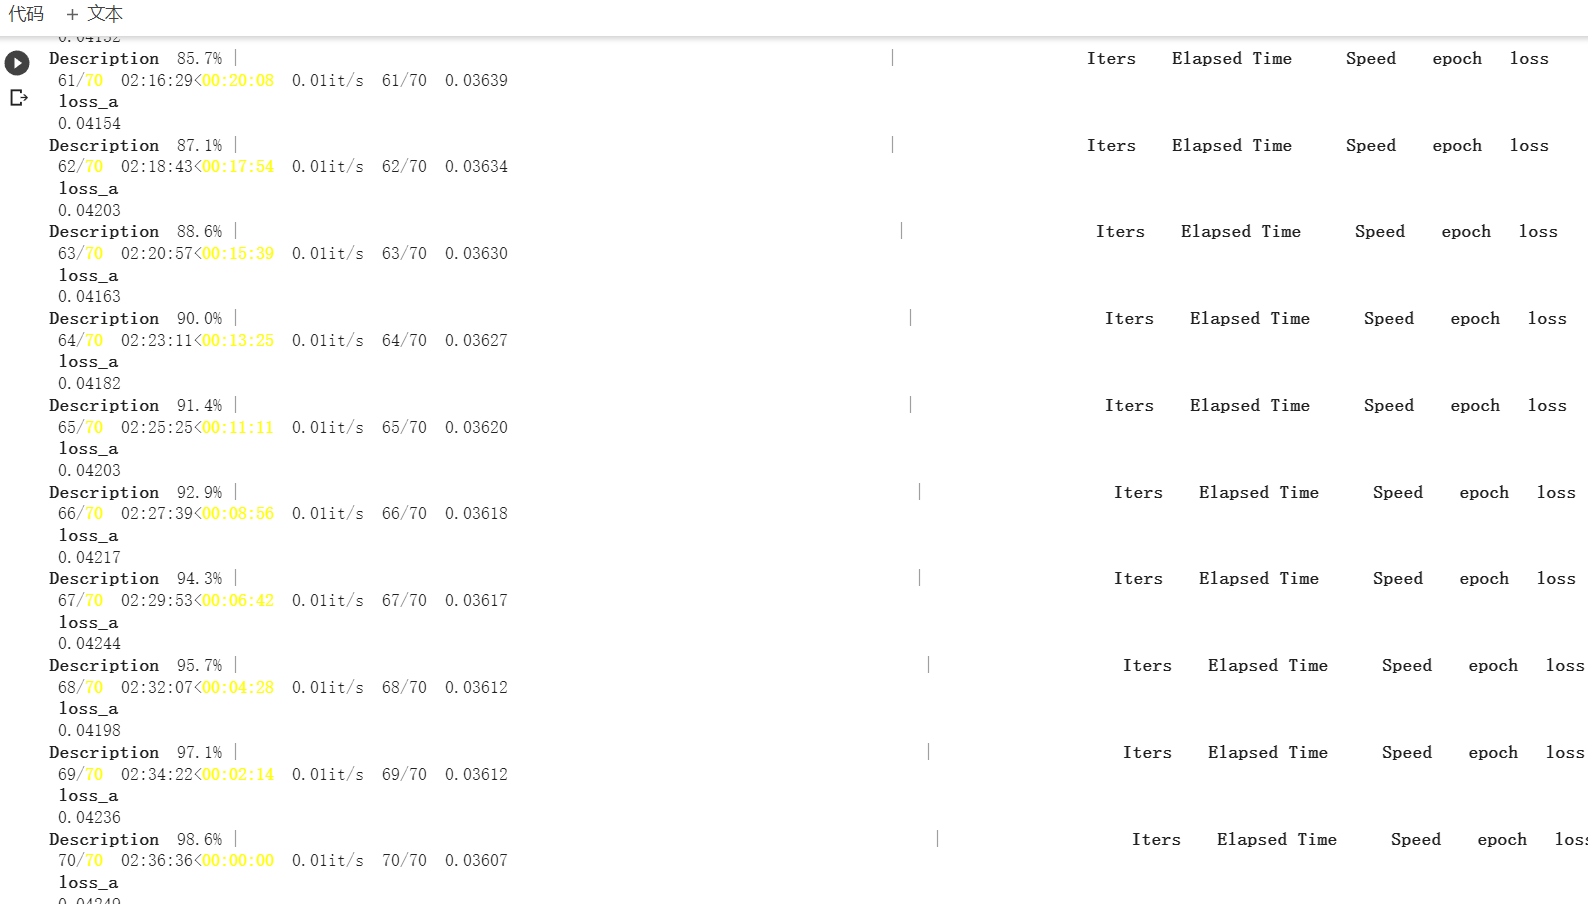 代码 + 文本
0.04132
Description 85.7% | | Iters Elapsed Time Speed epoch loss
61/70 02:16:29<00:20:08 0.01it/s 61/70 0.03639
loss_a
0.04154
Description 87.1% | | Iters Elapsed Time Speed epoch loss
62/70 02:18:43<00:17:54 0.01it/s 62/70 0.03634
loss_a
0.04203
Description 88.6% | | Iters Elapsed Time Speed epoch loss
63/70 02:20:57<00:15:39 0.01it/s 63/70 0.03630
loss_a
0.04163
Description 90.0% | | Iters Elapsed Time Speed epoch loss
64/70 02:23:11<00:13:25 0.01it/s 64/70 0.03627
loss_a
0.04182
Description 91.4% | | Iters Elapsed Time Speed epoch loss
65/70 02:25:25<00:11:11 0.01it/s 65/70 0.03620
loss_a
0.04203
Description 92.9% | | Iters Elapsed Time Speed epoch loss
66/70 02:27:39<00:08:56 0.01it/s 66/70 0.03618
loss_a
0.04217
Description 94.3% | | Iters Elapsed Time Speed epoch loss
67/70 02:29:53<00:06:42 0.01it/s 67/70 0.03617
loss_a
0.04244
Description 95.7% | | Iters Elapsed Time Speed epoch loss
68/70 02:32:07<00:04:28 0.01it/s 68/70 0.03612
loss_a
0.04198
Description 97.1% | | Iters Elapsed Time Speed epoch loss
69/70 02:34:22<00:02:14 0.01it/s 69/70 0.03612
loss_a
0.04236
Description 98.6% | | Iters Elapsed Time Speed epoch loss
70/70 02:36:36<00:00:00 0.01it/s 70/70 0.03607
loss_a
0.04249